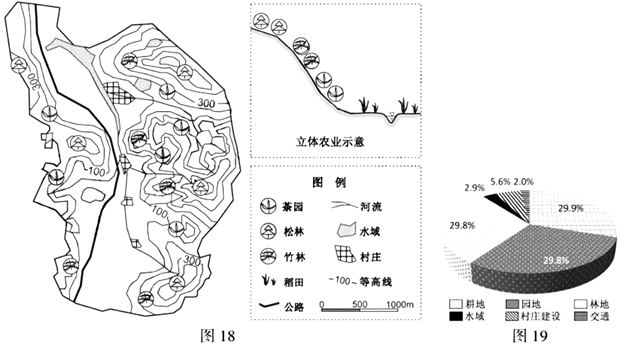 300
300
100
100
300
立体农业示意
图 例
茶园
河流
松林
水域
竹林
村庄
稻田
-100- 等高线
公路
0 500 1000m
图 18
2.9%
5.6%
2.0%
29.9%
29.8%
29.8%
耕地
园地
林地
水域
村庄建设
交通
图 19